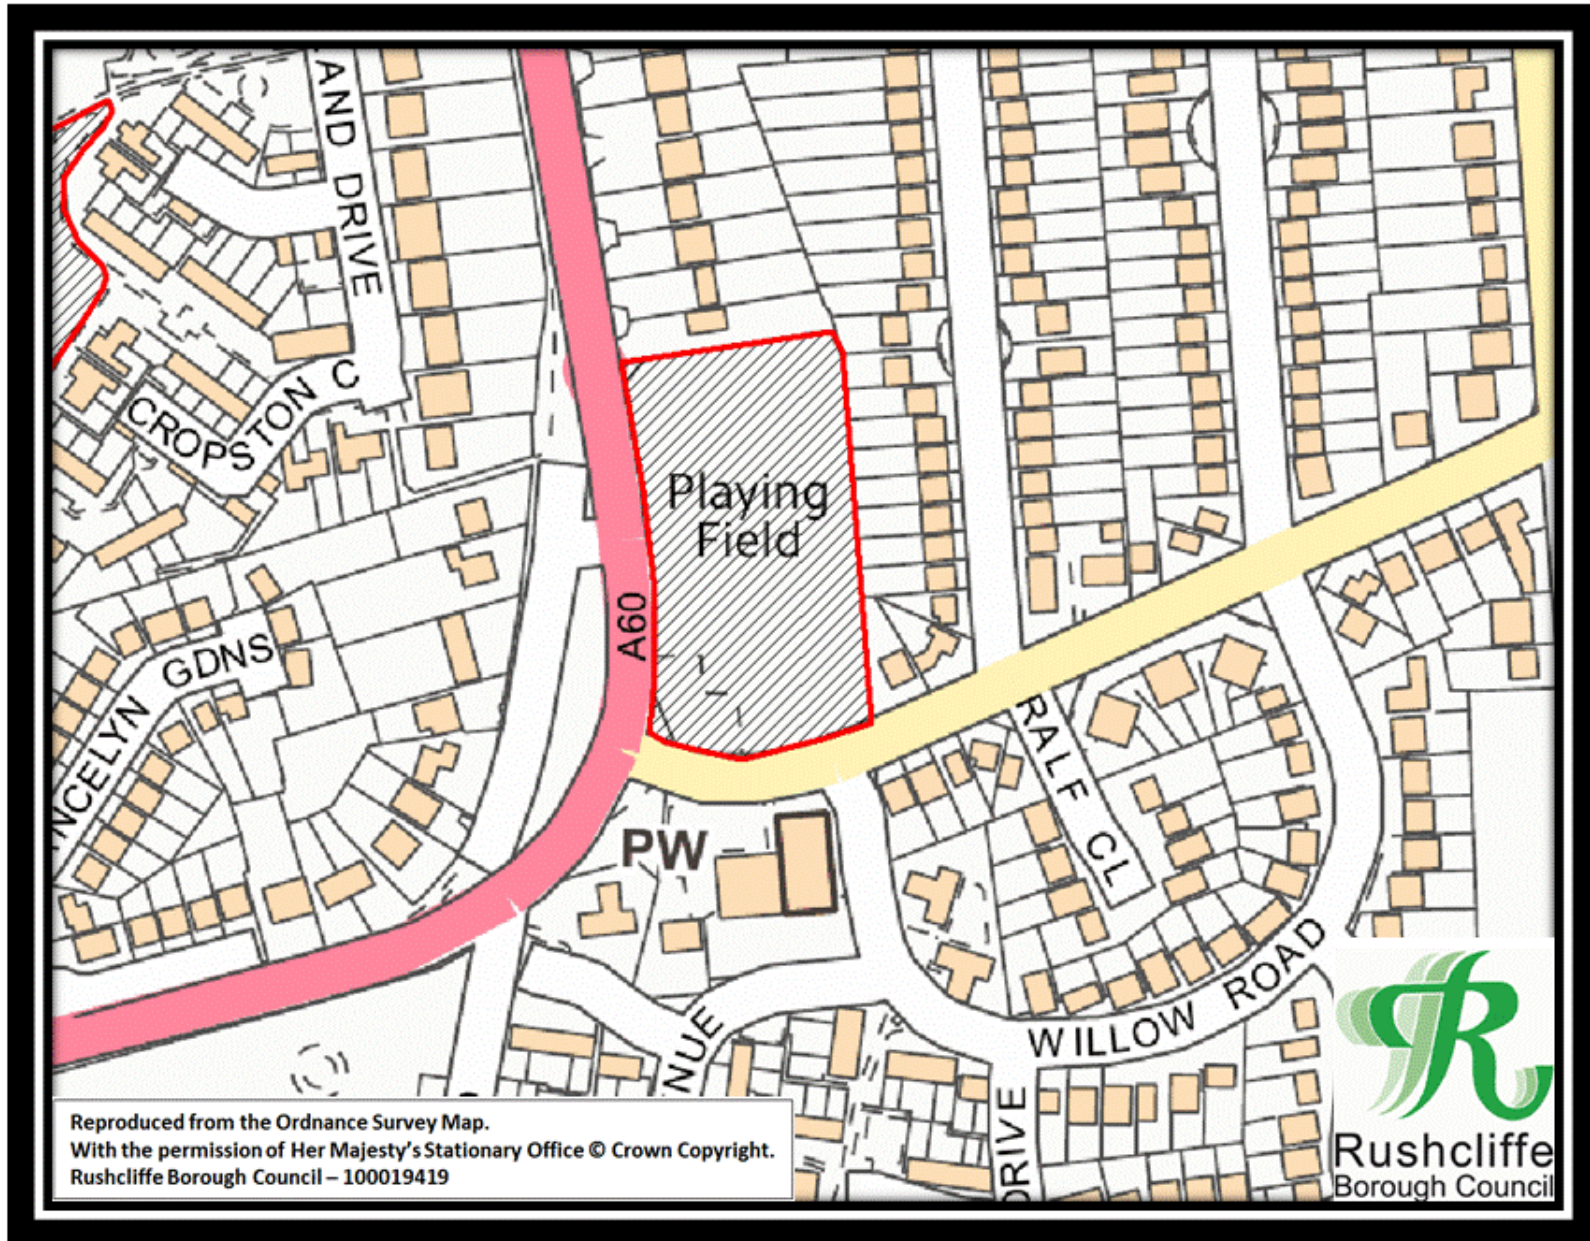 AND DRIVE
CROPSTON C
NCELYN GDNS
A60
Playing
Field
PW
RALF CL
WILLOW ROAD
NUE
DRIVE
Reproduced from the Ordnance Survey Map.
With the permission of Her Majesty's Stationary Office © Crown Copyright.
Rushcliffe Borough Council – 100019419
R
Rushcliffe
Borough Council